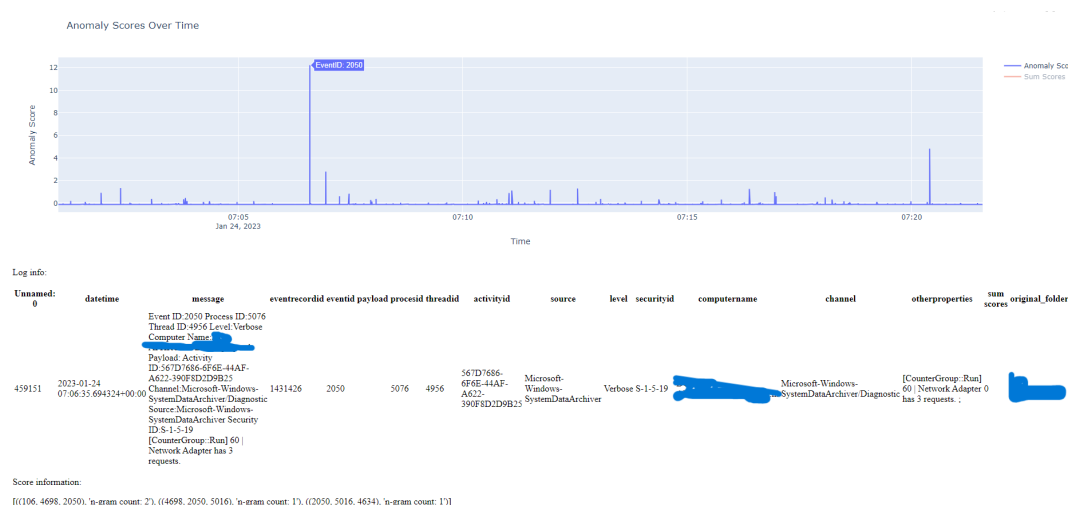 Anomaly Scores Over Time
EventID: 2050
Anomaly Sco
Sum Scores
12
10
8
6
4
2
0
Anomaly Score
07:05
07:10
07:15
07:20
Jan 24, 2023
Time
Log info:
Unnamed: 0 datetime message eventrecordid eventid payload procesid threadid activityid source level securityid computername channel otherproperties sum scores original_folder
459151
2023-01-24
07:06:35.694324+00:00
Event ID:2050 Process ID:5076
Thread ID:4956 Level:Verbose
Computer Name:
Payload: Activity
ID:567D7686-6F6E-44AF-
A622-390F8D2D9B25
Channel:Microsoft-Windows-
SystemDataArchiver/Diagnostic
Source:Microsoft-Windows-
SystemDataArchiver Security
ID:S-1-5-19
[CounterGroup::Run] 60 |
Network Adapter has 3
requests.
1431426
2050
5076
4956
567D7686-
6F6E-44AF-
A622-
390F8D2D9B25
Microsoft-
Windows-
SystemDataArchiver
Verbose
S-1-5-19
Microsoft-Windows-
SystemDataArchiver/Diagnostic
[CounterGroup::Run]
60 | Network Adapter
has 3 requests. ;
0
Score information:
[((106, 4698, 2050), 'n-gram count: 2'), ((4698, 2050, 5016), 'n-gram count: 1'), ((2050, 5016, 4634), 'n-gram count: 1')]